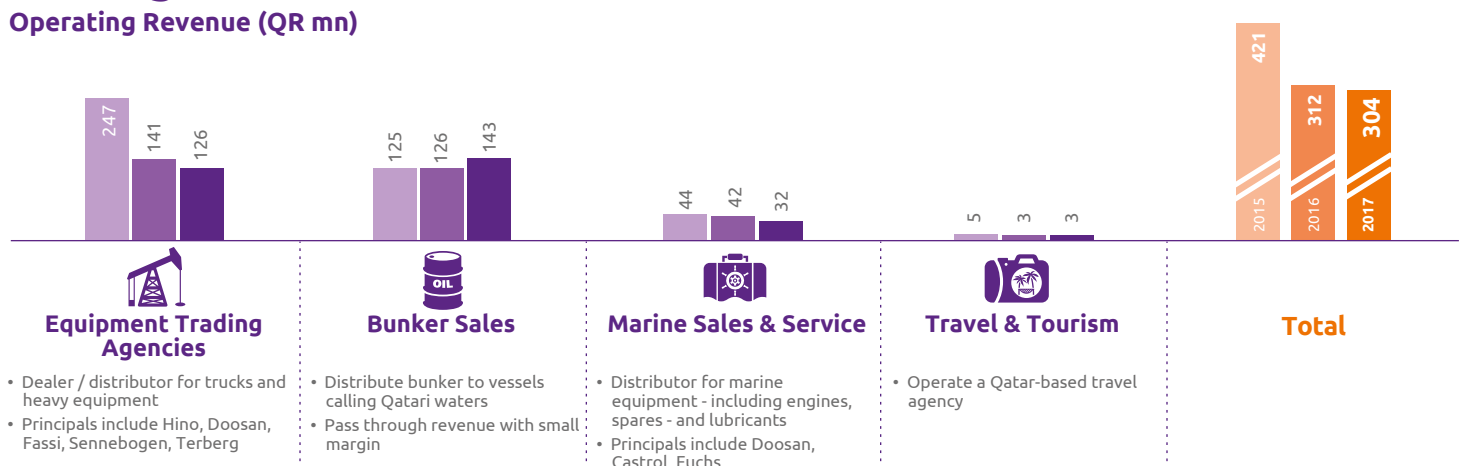 Operating Revenue (QR mn)
247
141
126
125
126
143
44
42
32
5
3
3
421
312
304
2015
2016
2017
OIL
Equipment Trading
Agencies
• Dealer / distributor for trucks and
heavy equipment
• Principals include Hino, Doosan,
Fassi, Sennebogen, Terberg
Bunker Sales
• Distribute bunker to vessels
calling Qatari waters
• Pass through revenue with small
margin
Marine Sales & Service
• Distributor for marine
equipment - including engines,
spares - and lubricants
• Principals include Doosan,
Castrol, Fuchs
Travel & Tourism
• Operate a Qatar-based travel
agency
Total